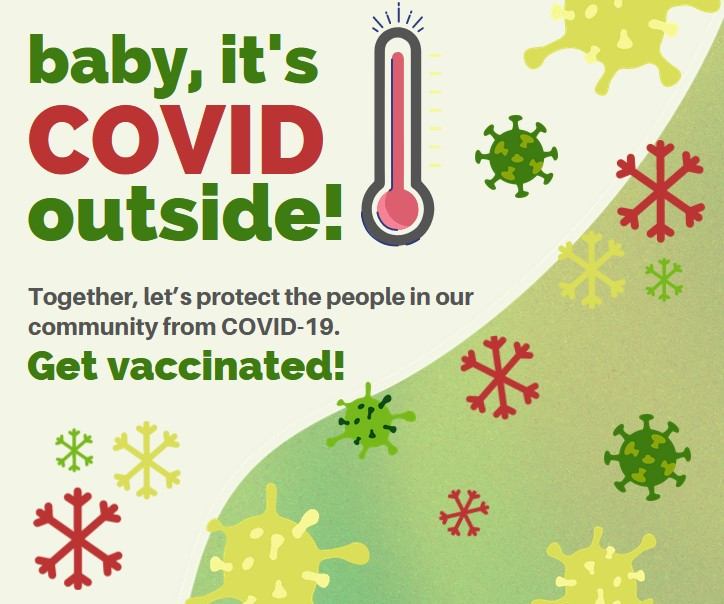 baby, it's
COVID
outside!
Together, let’s protect the people in our
community from COVID-19.
Get vaccinated!